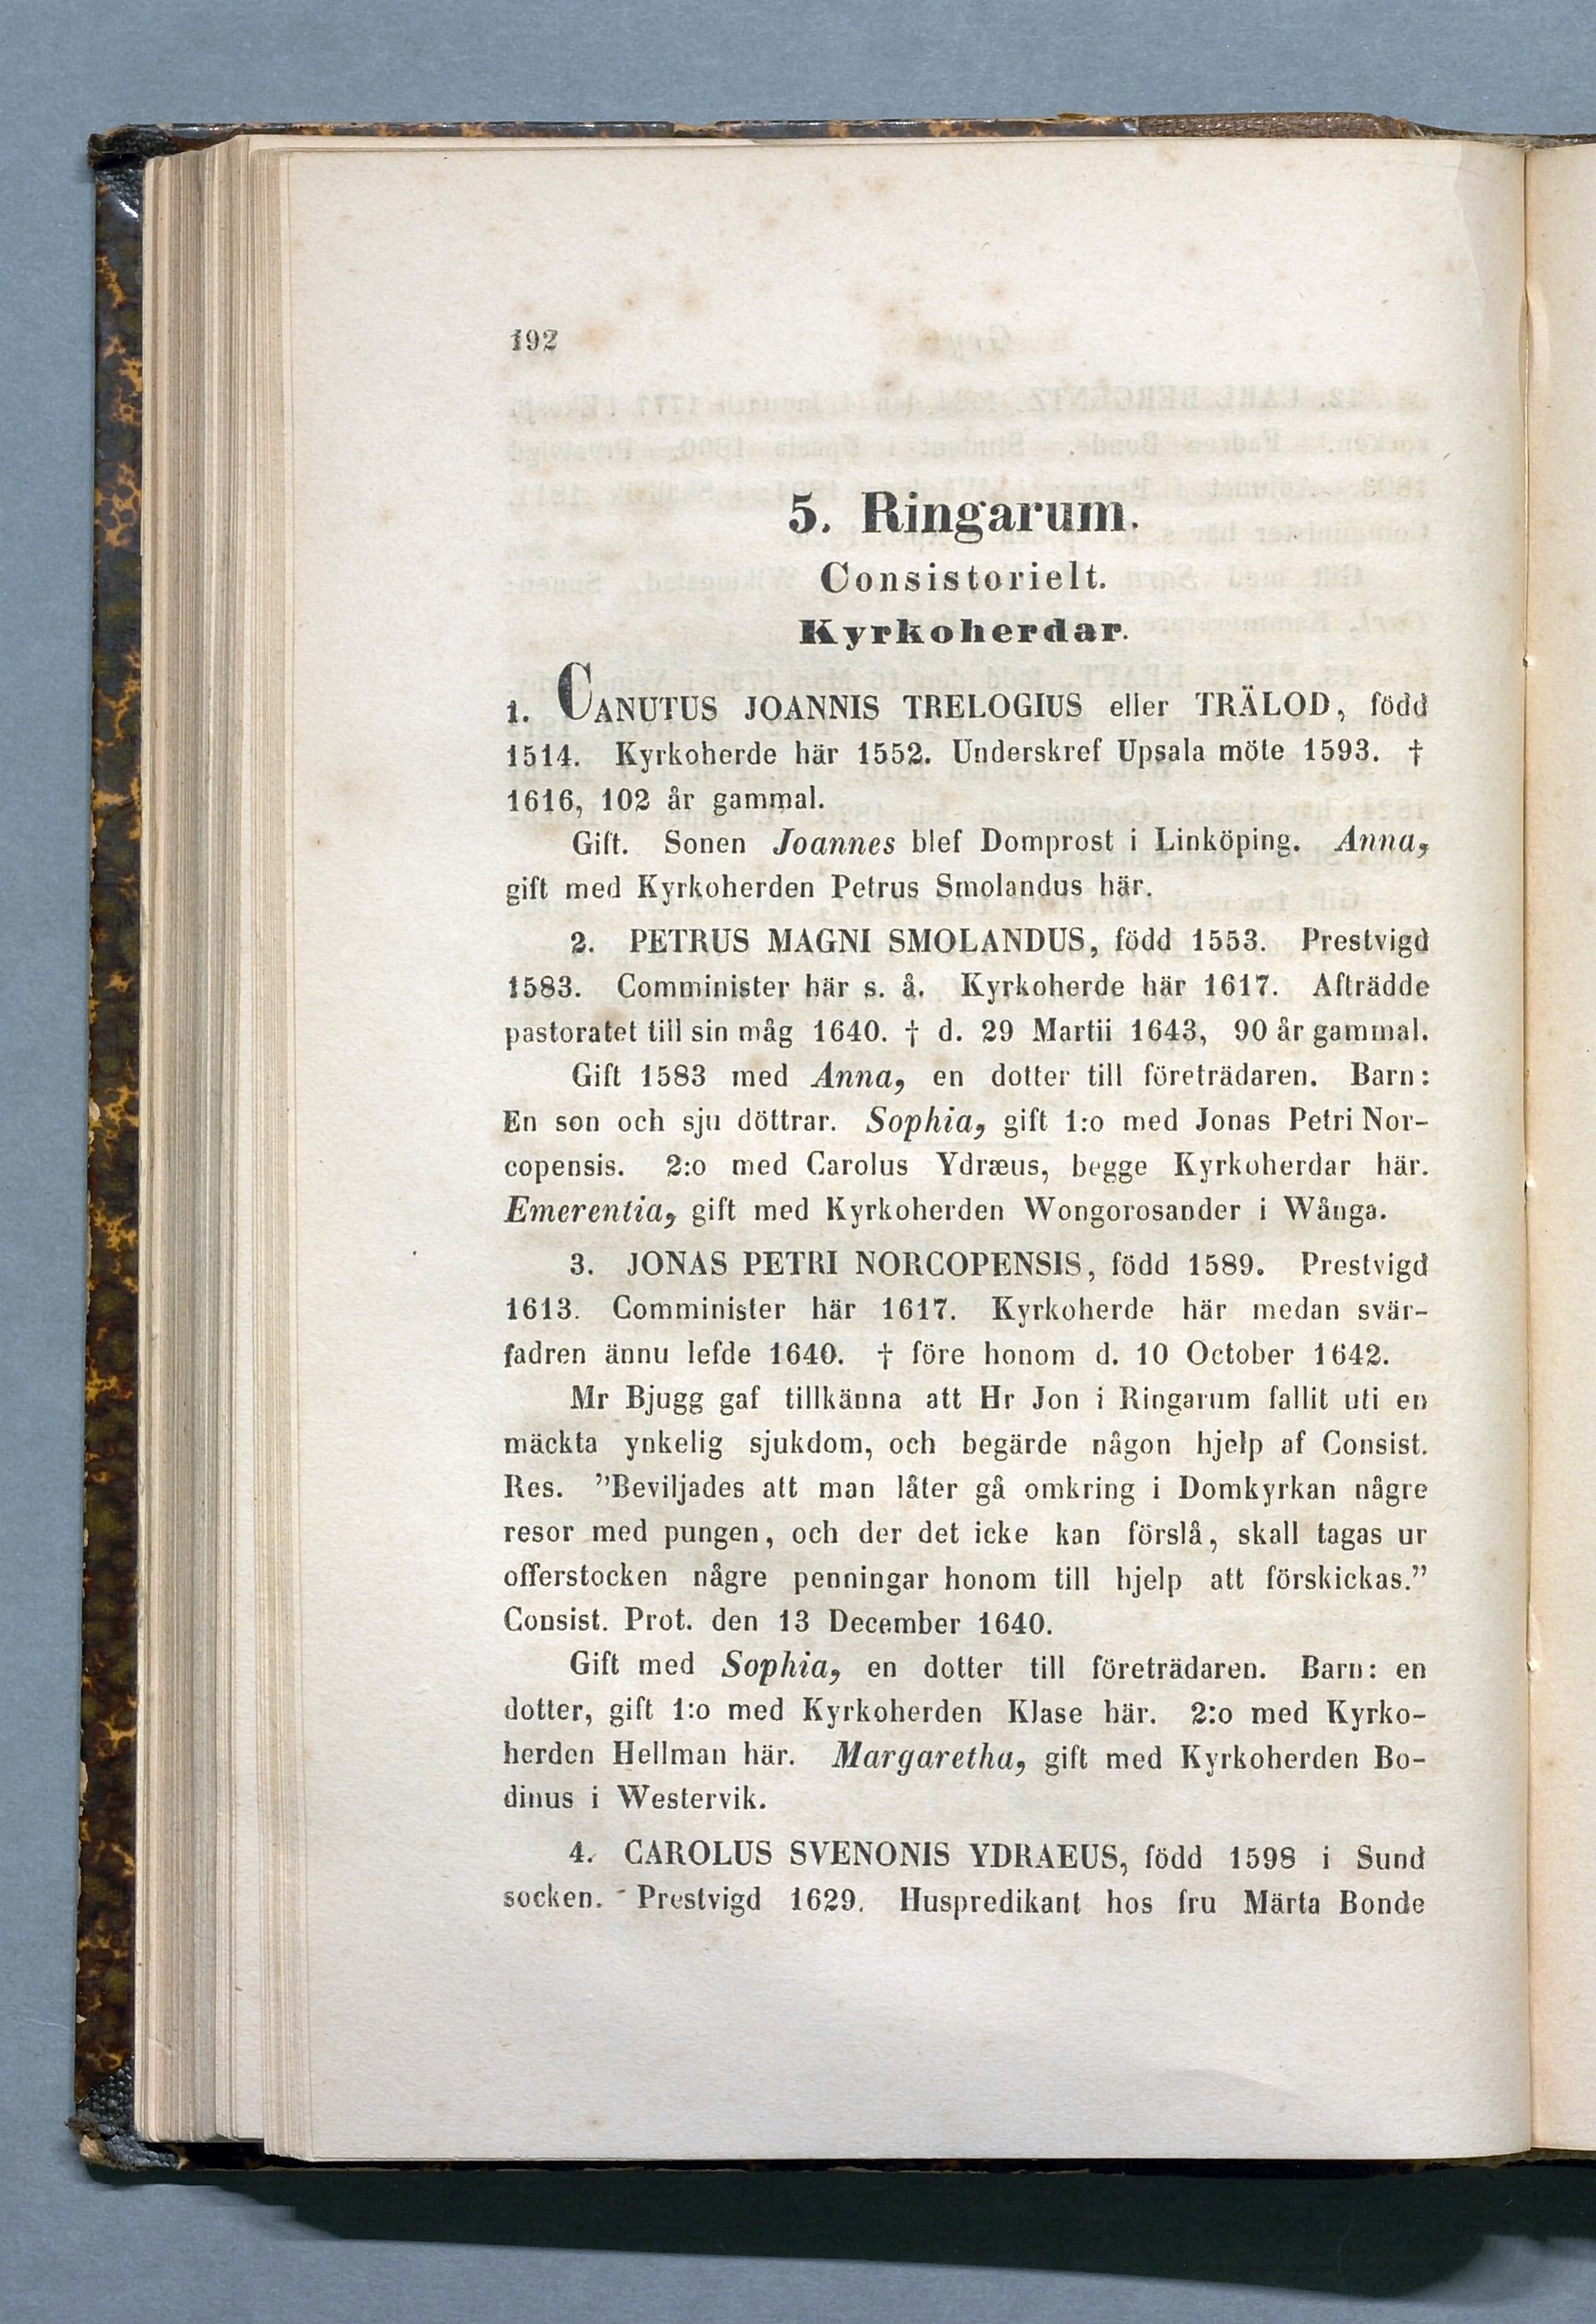 192
5. Ringarum.
Consistorielt.
Kyrkoherdar.
1. CANUTUS JOANNIS TRELOGIUS eller TRÄLOD, född
1514. Kyrkoherde här 1552. Underskref Upsala möte 1593. †
1616, 102 år gammal.
Gift. Sonen Joannes blef Domprost i Linköping. Anna,
gift med Kyrkoherden Petrus Smolandus här.
2. PETRUS MAGNI SMOLANDUS, född 1553. Prestvigd
1583. Comminister här s. å. Kyrkoherde här 1617. Afträdde
pastoratet till sin måg 1640. † d. 29 Martii 1643, 90 år gammal.
Gift 1583 med Anna, en dotter till företrädaren. Barn:
En son och sju döttrar. Sophia, gift 1:o med Jonas Petri Nor-
copensis. 2:o med Carolus Ydræus, begge Kyrkoherdar här.
Emerentia, gift med Kyrkoherden Wongorosander i Wånga.
3. JONAS PETRI NORCOPENSIS, född 1589. Prestvigd
1613. Comminister här 1617. Kyrkoherde här medan svär-
fadren ännu lefde 1640. † före honom d. 10 October 1642.
Mr Bjugg gaf tillkänna att Hr Jon i Ringarum fallit uti en
mäckta ynkelig sjukdom, och begärde någon hjelp af Consist.
Res. ”Beviljades att man låter gå omkring i Domkyrkan någre
resor med pungen, och der det icke kan förslå, skall tagas ur
offerstocken någre penningar honom till hjelp att förskickas.”
Consist. Prot. den 13 December 1640.
Gift med Sophia, en dotter till företrädaren. Barn: en
dotter, gift 1:o med Kyrkoherden Klase här. 2:o med Kyrko-
herden Hellman här. Margaretha, gift med Kyrkoherden Bo-
dinus i Westervik.
4. CAROLUS SVENONIS YDRAEUS, född 1598 i Sund
socken. Prestvigd 1629. Huspredikant hos fru Märta Bonde